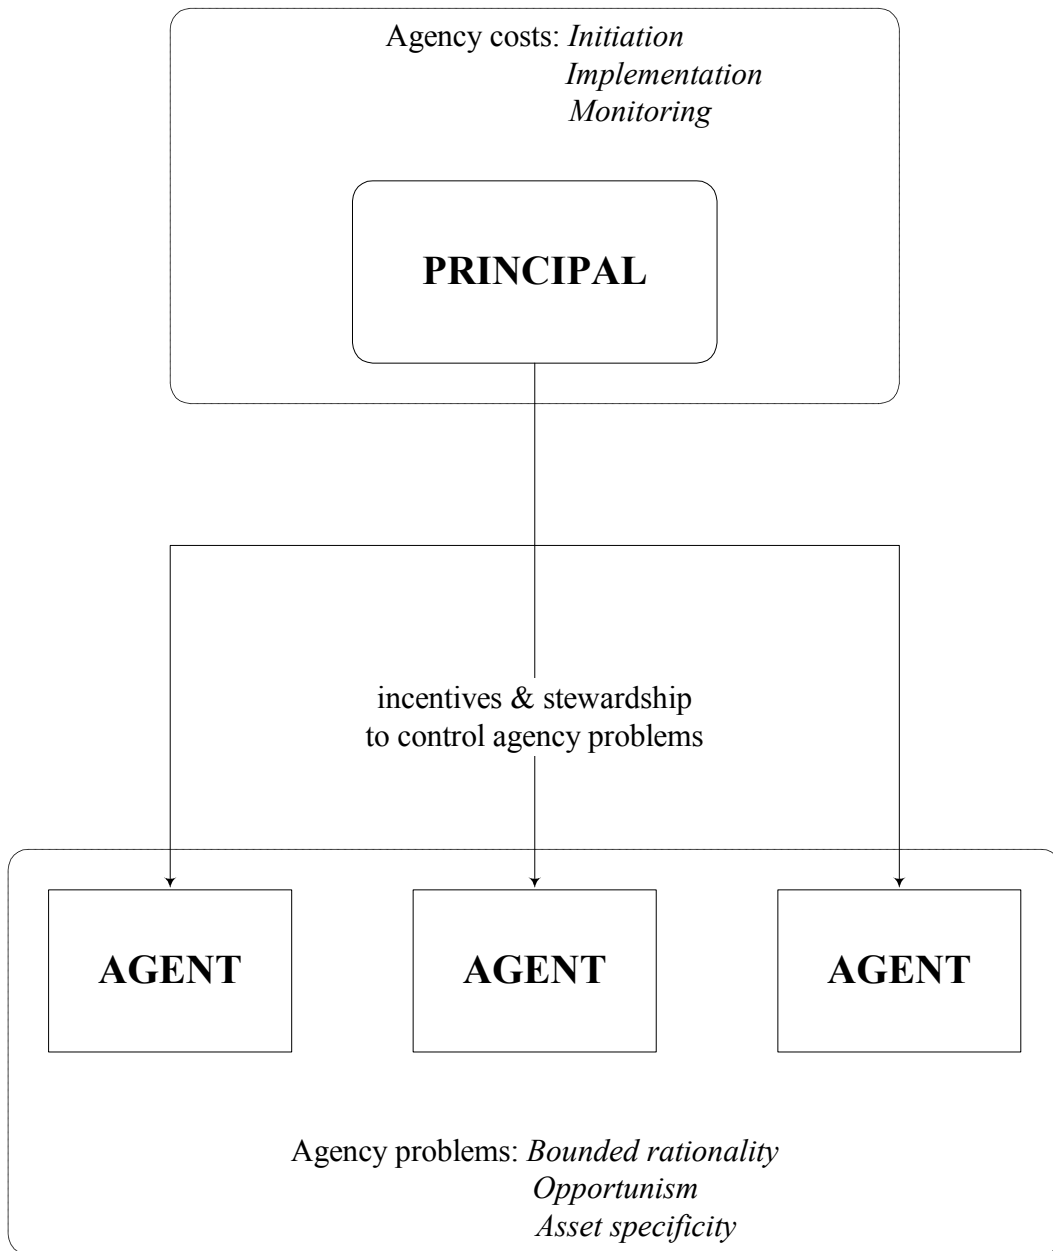 Agency costs: Initiation
Implementation
Monitoring
PRINCIPAL
incentives & stewardship
to control agency problems
AGENT
AGENT
AGENT
Agency problems: Bounded rationality
Opportunism
Asset specificity